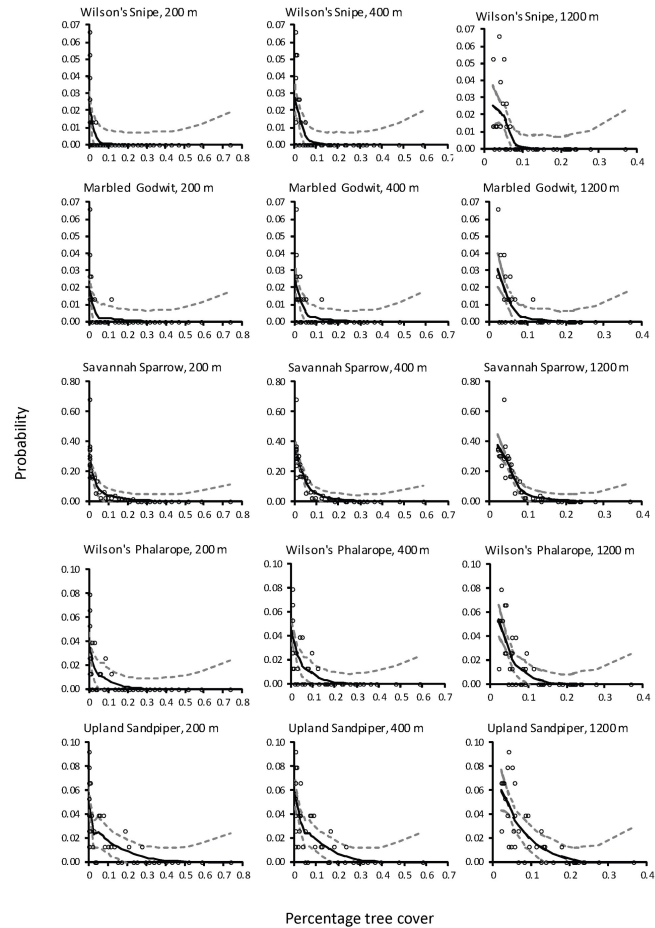 Wilson's Snipe, 200 m
Wilson's Snipe, 400 m
Wilson's Snipe, 1200 m
0.07 0.07 0.07
0.06 0.06 0.06
0.05 0.05 0.05
0.04 0.04 0.04
0.03 0.03 0.03
0.02 0.02 0.02
0.01 0.01 0.01
0.00 0.00 0.00
0 0.1 0.2 0.3 0.4 0.5 0.6 0.7 0.8
0 0.1 0.2 0.3 0.4 0.5 0.6 0.7
0 0.1 0.2 0.3 0.4
Marbled Godwit, 200 m
Marbled Godwit, 400 m
Marbled Godwit, 1200 m
0.07 0.07 0.07
0.06 0.06 0.06
0.05 0.05 0.05
0.04 0.04 0.04
0.03 0.03 0.03
0.02 0.02 0.02
0.01 0.01 0.01
0.00 0.00 0.00
0 0.1 0.2 0.3 0.4 0.5 0.6 0.7 0.8
0 0.1 0.2 0.3 0.4 0.5 0.6 0.7
0 0.1 0.2 0.3 0.4
Probability
Savannah Sparrow, 200 m
Savannah Sparrow, 400 m
Savannah Sparrow, 1200 m
0.80 0.80 0.80
0.60 0.60 0.60
0.40 0.40 0.40
0.20 0.20 0.20
0.00 0.00 0.00
0 0.1 0.2 0.3 0.4 0.5 0.6 0.7 0.8
0 0.1 0.2 0.3 0.4 0.5 0.6 0.7
0 0.1 0.2 0.3 0.4
Wilson's Phalarope, 200 m
Wilson's Phalarope, 400 m
Wilson's Phalarope, 1200 m
0.10 0.10 0.10
0.08 0.08 0.08
0.06 0.06 0.06
0.04 0.04 0.04
0.02 0.02 0.02
0.00 0.00 0.00
0 0.1 0.2 0.3 0.4 0.5 0.6 0.7 0.8
0 0.1 0.2 0.3 0.4 0.5 0.6 0.7
0 0.1 0.2 0.3 0.4
Upland Sandpiper, 200 m
Upland Sandpiper, 400 m
Upland Sandpiper, 1200 m
0.10 0.10 0.10
0.08 0.08 0.08
0.06 0.06 0.06
0.04 0.04 0.04
0.02 0.02 0.02
0.00 0.00 0.00
0 0.1 0.2 0.3 0.4 0.5 0.6 0.7 0.8
0 0.1 0.2 0.3 0.4 0.5 0.6 0.7
0 0.1 0.2 0.3 0.4
Percentage tree cover